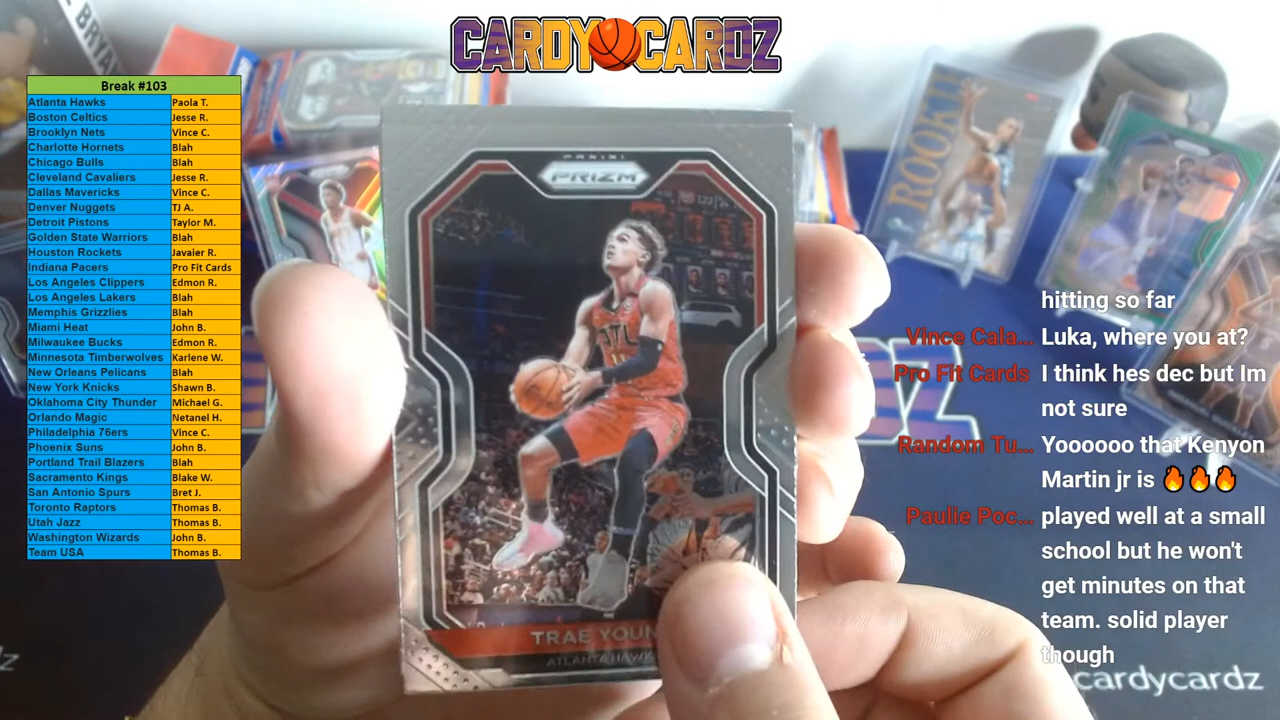 CARDY CARDZ
BRYA
Break #103
Atlanta Hawks Paola T.
Boston Celtics Jesse R.
Brooklyn Nets Vince C.
Charlotte Hornets Blah
Chicago Bulls Blah
Cleveland Cavaliers Jesse R.
Dallas Mavericks Vince C.
Denver Nuggets TJ A.
Detroit Pistons Taylor M.
Golden State Warriors Blah
Houston Rockets Javaier R.
Indiana Pacers Pro Fit Cards
Los Angeles Clippers Edmon R.
Los Angeles Lakers Blah
Memphis Grizzlies Blah
Miami Heat John B.
Milwaukee Bucks Edmon R.
Minnesota Timberwolves Karlene W.
New Orleans Pelicans Blah
New York Knicks Shawn B.
Oklahoma City Thunder Michael G.
Orlando Magic Netanel H.
Philadelphia 76ers Vince C.
Phoenix Suns John B.
Portland Trail Blazers Blah
Sacramento Kings Blake W.
San Antonio Spurs Bret J.
Toronto Raptors Thomas B.
Utah Jazz Thomas B.
Washington Wizards John B.
Team USA Thomas B.
PANINI
PRIZM
ATL
11
TRAE YOUN
ATLANTA HAWK
ROOKIE
hitting so far
Vince Cala... Luka, where you at?
Pro Fit Cards I think hes dec but Im
not sure
Random Tu... Yoooooo that Kenyon
Martin jr is 🔥🔥🔥
Paulie Poc... played well at a small
school but he won't
get minutes on that
team. solid player
though
cardycardz